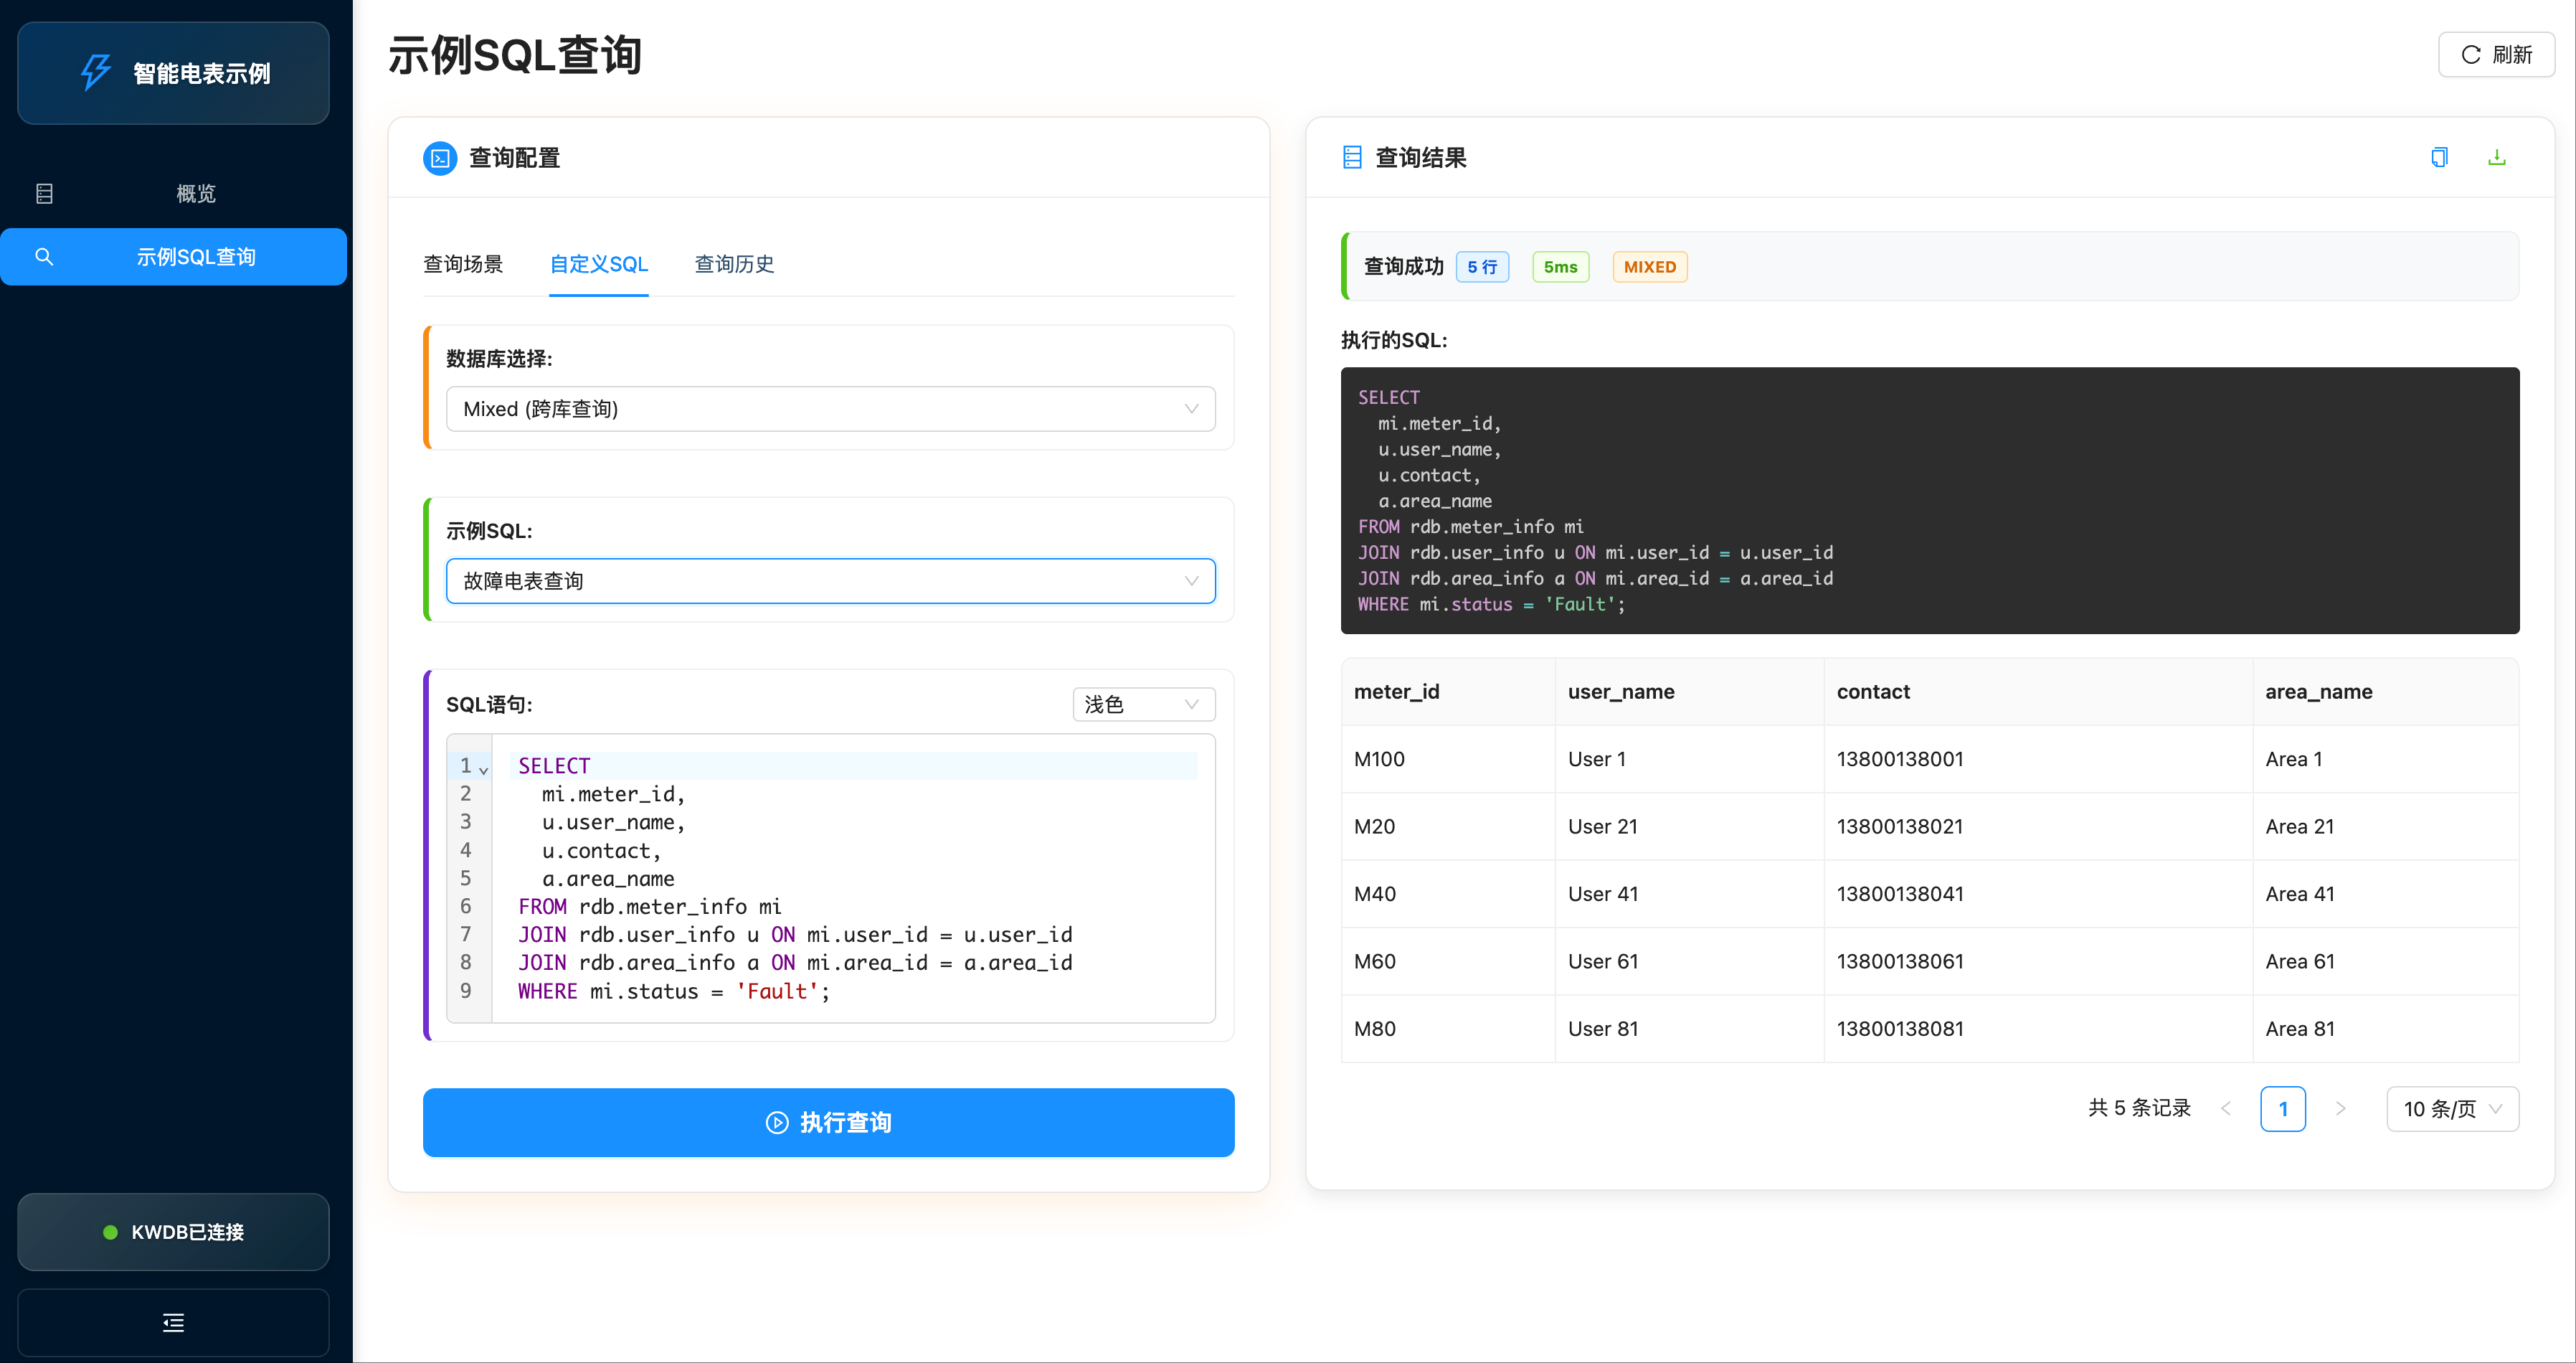 智能电表示例
概览
示例SQL查询
KWDB已连接
示例SQL查询
刷新
查询配置
查询场景
自定义SQL
查询历史
数据库选择:
Mixed (跨库查询)
示例SQL:
故障电表查询
SQL语句:
浅色
1 SELECT
2 mi.meter_id,
3 u.user_name,
4 u.contact,
5 a.area_name
6 FROM rdb.meter_info mi
7 JOIN rdb.user_info u ON mi.user_id = u.user_id
8 JOIN rdb.area_info a ON mi.area_id = a.area_id
9 WHERE mi.status = 'Fault';
执行查询
查询结果
查询成功 5 行 5ms MIXED
执行的SQL:
SELECT
mi.meter_id,
u.user_name,
u.contact,
a.area_name
FROM rdb.meter_info mi
JOIN rdb.user_info u ON mi.user_id = u.user_id
JOIN rdb.area_info a ON mi.area_id = a.area_id
WHERE mi.status = 'Fault';
meter_id user_name contact area_name
M100 User 1 13800138001 Area 1
M20 User 21 13800138021 Area 21
M40 User 41 13800138041 Area 41
M60 User 61 13800138061 Area 61
M80 User 81 13800138081 Area 81
共 5 条记录 1 10 条/页